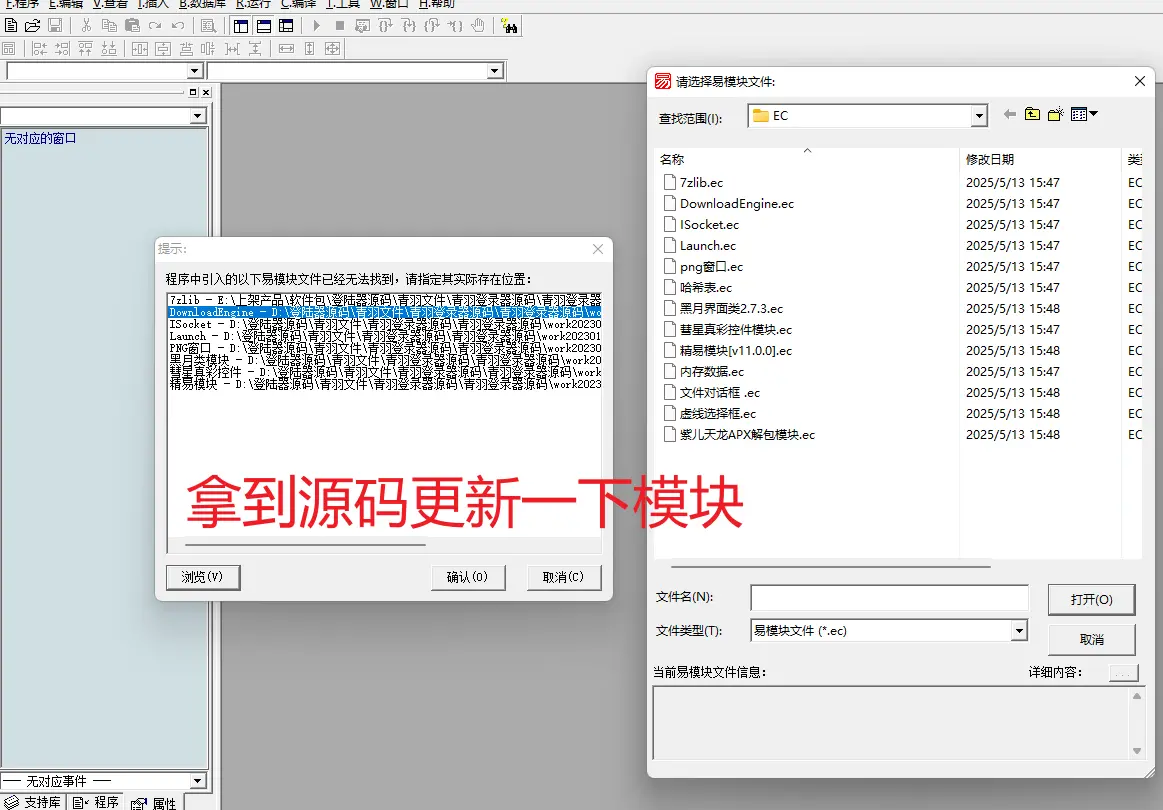 F.程序 E.编辑 V.查看 I.插入 B.数据库 R.运行 C.编译 T.工具 W.窗口 H.帮助
无对应的窗口
提示:
程序中引入的以下易模块文件已经无法找到，请指定其实际存在位置:
7zlib - E:\上架产品\软件包\登陆器源码\青羽文件\青羽登录器源码\青羽登录器
DownloadEngine - D:\登陆器源码\青羽文件\青羽登录器源码\青羽登录器源码\wo
ISocket - D:\登陆器源码\青羽文件\青羽登录器源码\青羽登录器源码\work20230
Launch - D:\登陆器源码\青羽文件\青羽登录器源码\青羽登录器源码\work202301
PNG窗口 - D:\登陆器源码\青羽文件\青羽登录器源码\青羽登录器源码\work20230
黑月类模块 - D:\登陆器源码\青羽文件\青羽登录器源码\青羽登录器源码\work20
彗星真彩控件 - D:\登陆器源码\青羽文件\青羽登录器源码\青羽登录器源码\work
精易模块 - D:\登陆器源码\青羽文件\青羽登录器源码\青羽登录器源码\work2023
拿到源码更新一下模块
浏览(V) 确认(O) 取消(C)
请选择易模块文件:
查找范围(I): EC
名称 修改日期 类型
7zlib.ec 2025/5/13 15:47 EC
DownloadEngine.ec 2025/5/13 15:47 EC
ISocket.ec 2025/5/13 15:47 EC
Launch.ec 2025/5/13 15:47 EC
png窗口.ec 2025/5/13 15:47 EC
哈希表.ec 2025/5/13 15:47 EC
黑月界面类2.7.3.ec 2025/5/13 15:48 EC
彗星真彩控件模块.ec 2025/5/13 15:47 EC
精易模块[v11.0.0].ec 2025/5/13 15:48 EC
内存数据.ec 2025/5/13 15:47 EC
文件对话框 .ec 2025/5/13 15:48 EC
虚线选择框.ec 2025/5/13 15:48 EC
紫儿天龙APX解包模块.ec 2025/5/13 15:48 EC
文件名(N): 打开(O)
文件类型(T): 易模块文件 (*.ec) 取消
当前易模块文件信息: 详细内容: ...
── 无对应事件 ──
支持库 程序 属性